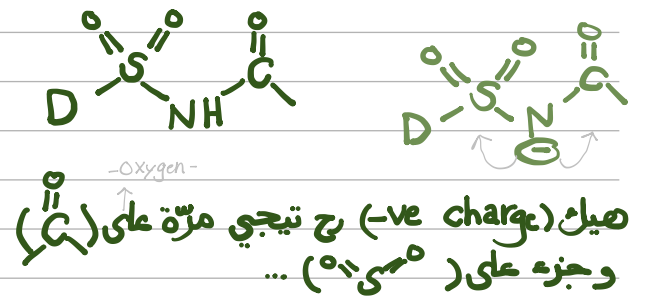 O O O
S C
D NH
O O O
S C
D N
⊖
-Oxygen-
هيك (-ve charge) رح تيجي مرّة على (C=O)
وجزء على (O=S=O) ...